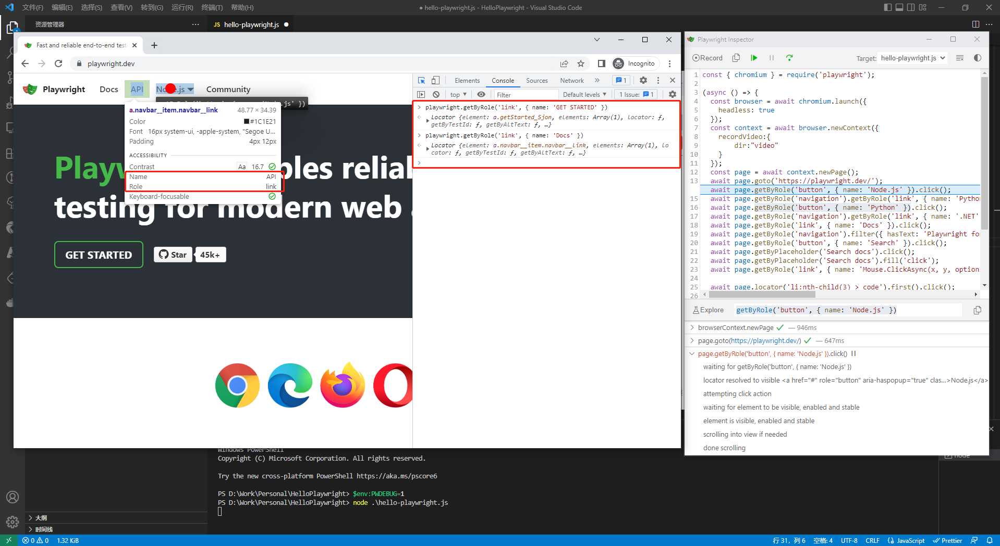 文件(F) 编辑(E) 选择(S) 查看(V) 转到(G) 运行(R) 终端(T) 帮助(H)
● hello-playwright.js - HelloPlaywright - Visual Studio Code
资源管理器 ···
JS hello-playwright.js ●
1
Fast and reliable end-to-end test
playwright.dev
Incognito
Playwright
Docs
API
Node.js
Community
.js' })
a.navbar__item.navbar__link 48.77 × 34.39
Color #1C1E21
Font 16px system-ui, -apple-system, "Segoe U...
Padding 4px 12px
ACCESSIBILITY
Contrast Aa 16.7
Name API
Role link
Keyboard-focusable
bles relial
testing for modern web
GET STARTED
Star
45k+
Elements Console Sources Network » 1
top Filter Default levels 1 Issue: 1
> playwright.getByRole('link', { name: 'GET STARTED' })
Locator {element: a.getStarted_Sjon, elements: Array(1), locator: ƒ,
getByTestId: ƒ, getByAltText: ƒ, …}
> playwright.getByRole('link', { name: 'Docs' })
Locator {element: a.navbar__item.navbar__link, elements: Array(1), lo
cator: ƒ, getByTestId: ƒ, getByAltText: ƒ, …}
>
Playwright Inspector
Record Target: hello-playwright.js
1 const { chromium } = require('playwright');
2
3 (async () => {
4 const browser = await chromium.launch({
5 headless: true
6 });
7 const context = await browser.newContext({
8 recordVideo:{
9 dir:"video"
10 }
11 });
12 const page = await context.newPage();
13 await page.goto('https://playwright.dev/');
await page.getByRole('button', { name: 'Node.js' }).click();
15 await page.getByRole('navigation').getByRole('link', { name: 'Python
16 await page.getByRole('button', { name: 'Python' }).click();
17 await page.getByRole('navigation').getByRole('link', { name: '.NET'
18 await page.getByRole('link', { name: 'Docs' }).click();
19 await page.getByRole('navigation').filter({ hasText: 'Playwright for
20 await page.getByRole('button', { name: 'Search' }).click();
21 await page.getByPlaceholder('Search docs').click();
22 await page.getByPlaceholder('Search docs').fill('click');
23 await page.getByRole('link', { name: 'Mouse.ClickAsync(x, y, option
24
25 await page.locator('li:nth-child(3) > code').first().click();
26
Explore getByRole('button', { name: 'Node.js' })
browserContext.newPage — 946ms
page.goto(https://playwright.dev/) — 647ms
page.getByRole('button', { name: 'Node.js' }).click()
waiting for getByRole('button', { name: 'Node.js' })
locator resolved to visible <a href="#" role="button" aria-haspopup="true" clas…>Node.js</a>
attempting click action
waiting for element to be visible, enabled and stable
element is visible, enabled and stable
scrolling into view if needed
done scrolling
node
Windows PowerShell
Copyright (C) Microsoft Corporation. All rights reserved.
Try the new cross-platform PowerShell https://aka.ms/pscore6
PS D:\Work\Personal\HelloPlaywright> $env:PWDEBUG=1
PS D:\Work\Personal\HelloPlaywright> node .\hello-playwright.js
大纲
时间线
0 0 1.32 KiB
行 31，列 6 空格: 4 UTF-8 CRLF JavaScript Prettier